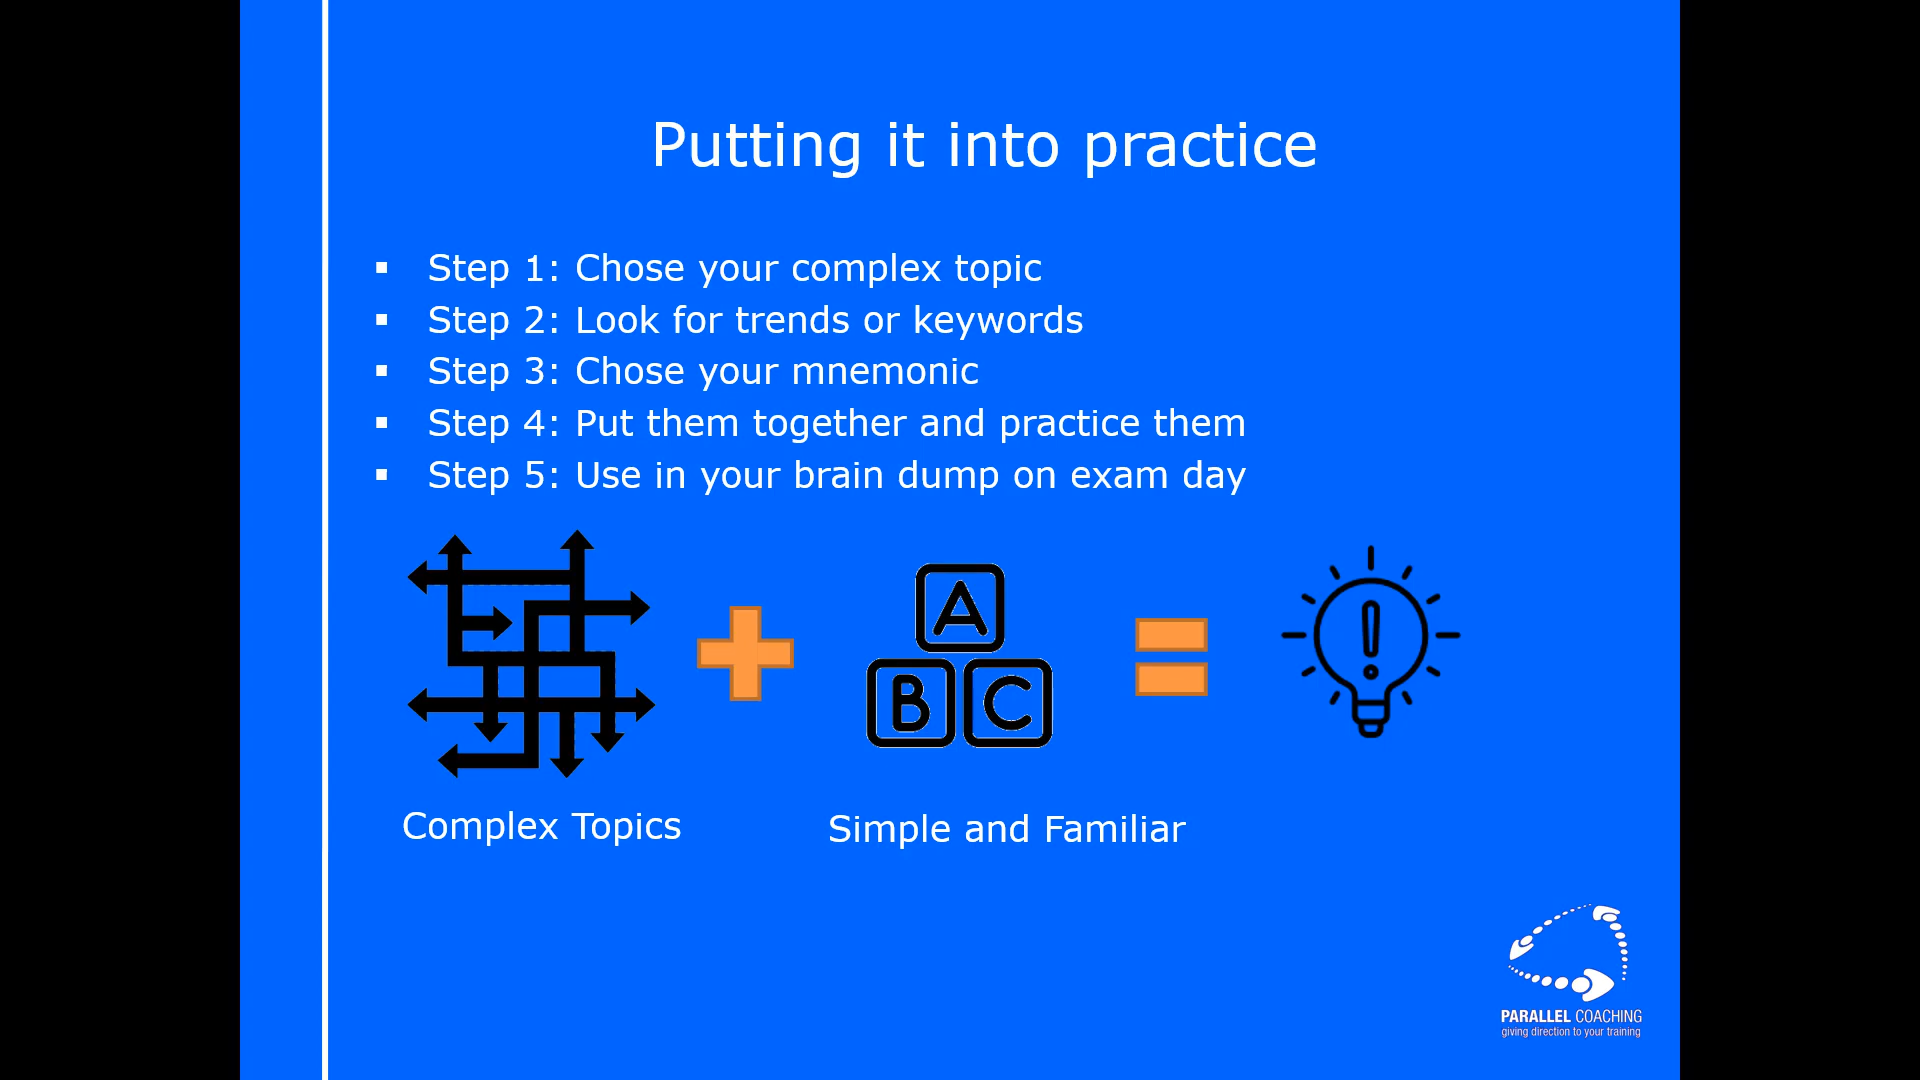 Putting it into practice
Step 1: Chose your complex topic
Step 2: Look for trends or keywords
Step 3: Chose your mnemonic
Step 4: Put them together and practice them
Step 5: Use in your brain dump on exam day
A
B C
!
Complex Topics
Simple and Familiar
PARALLEL COACHING
giving direction to your training